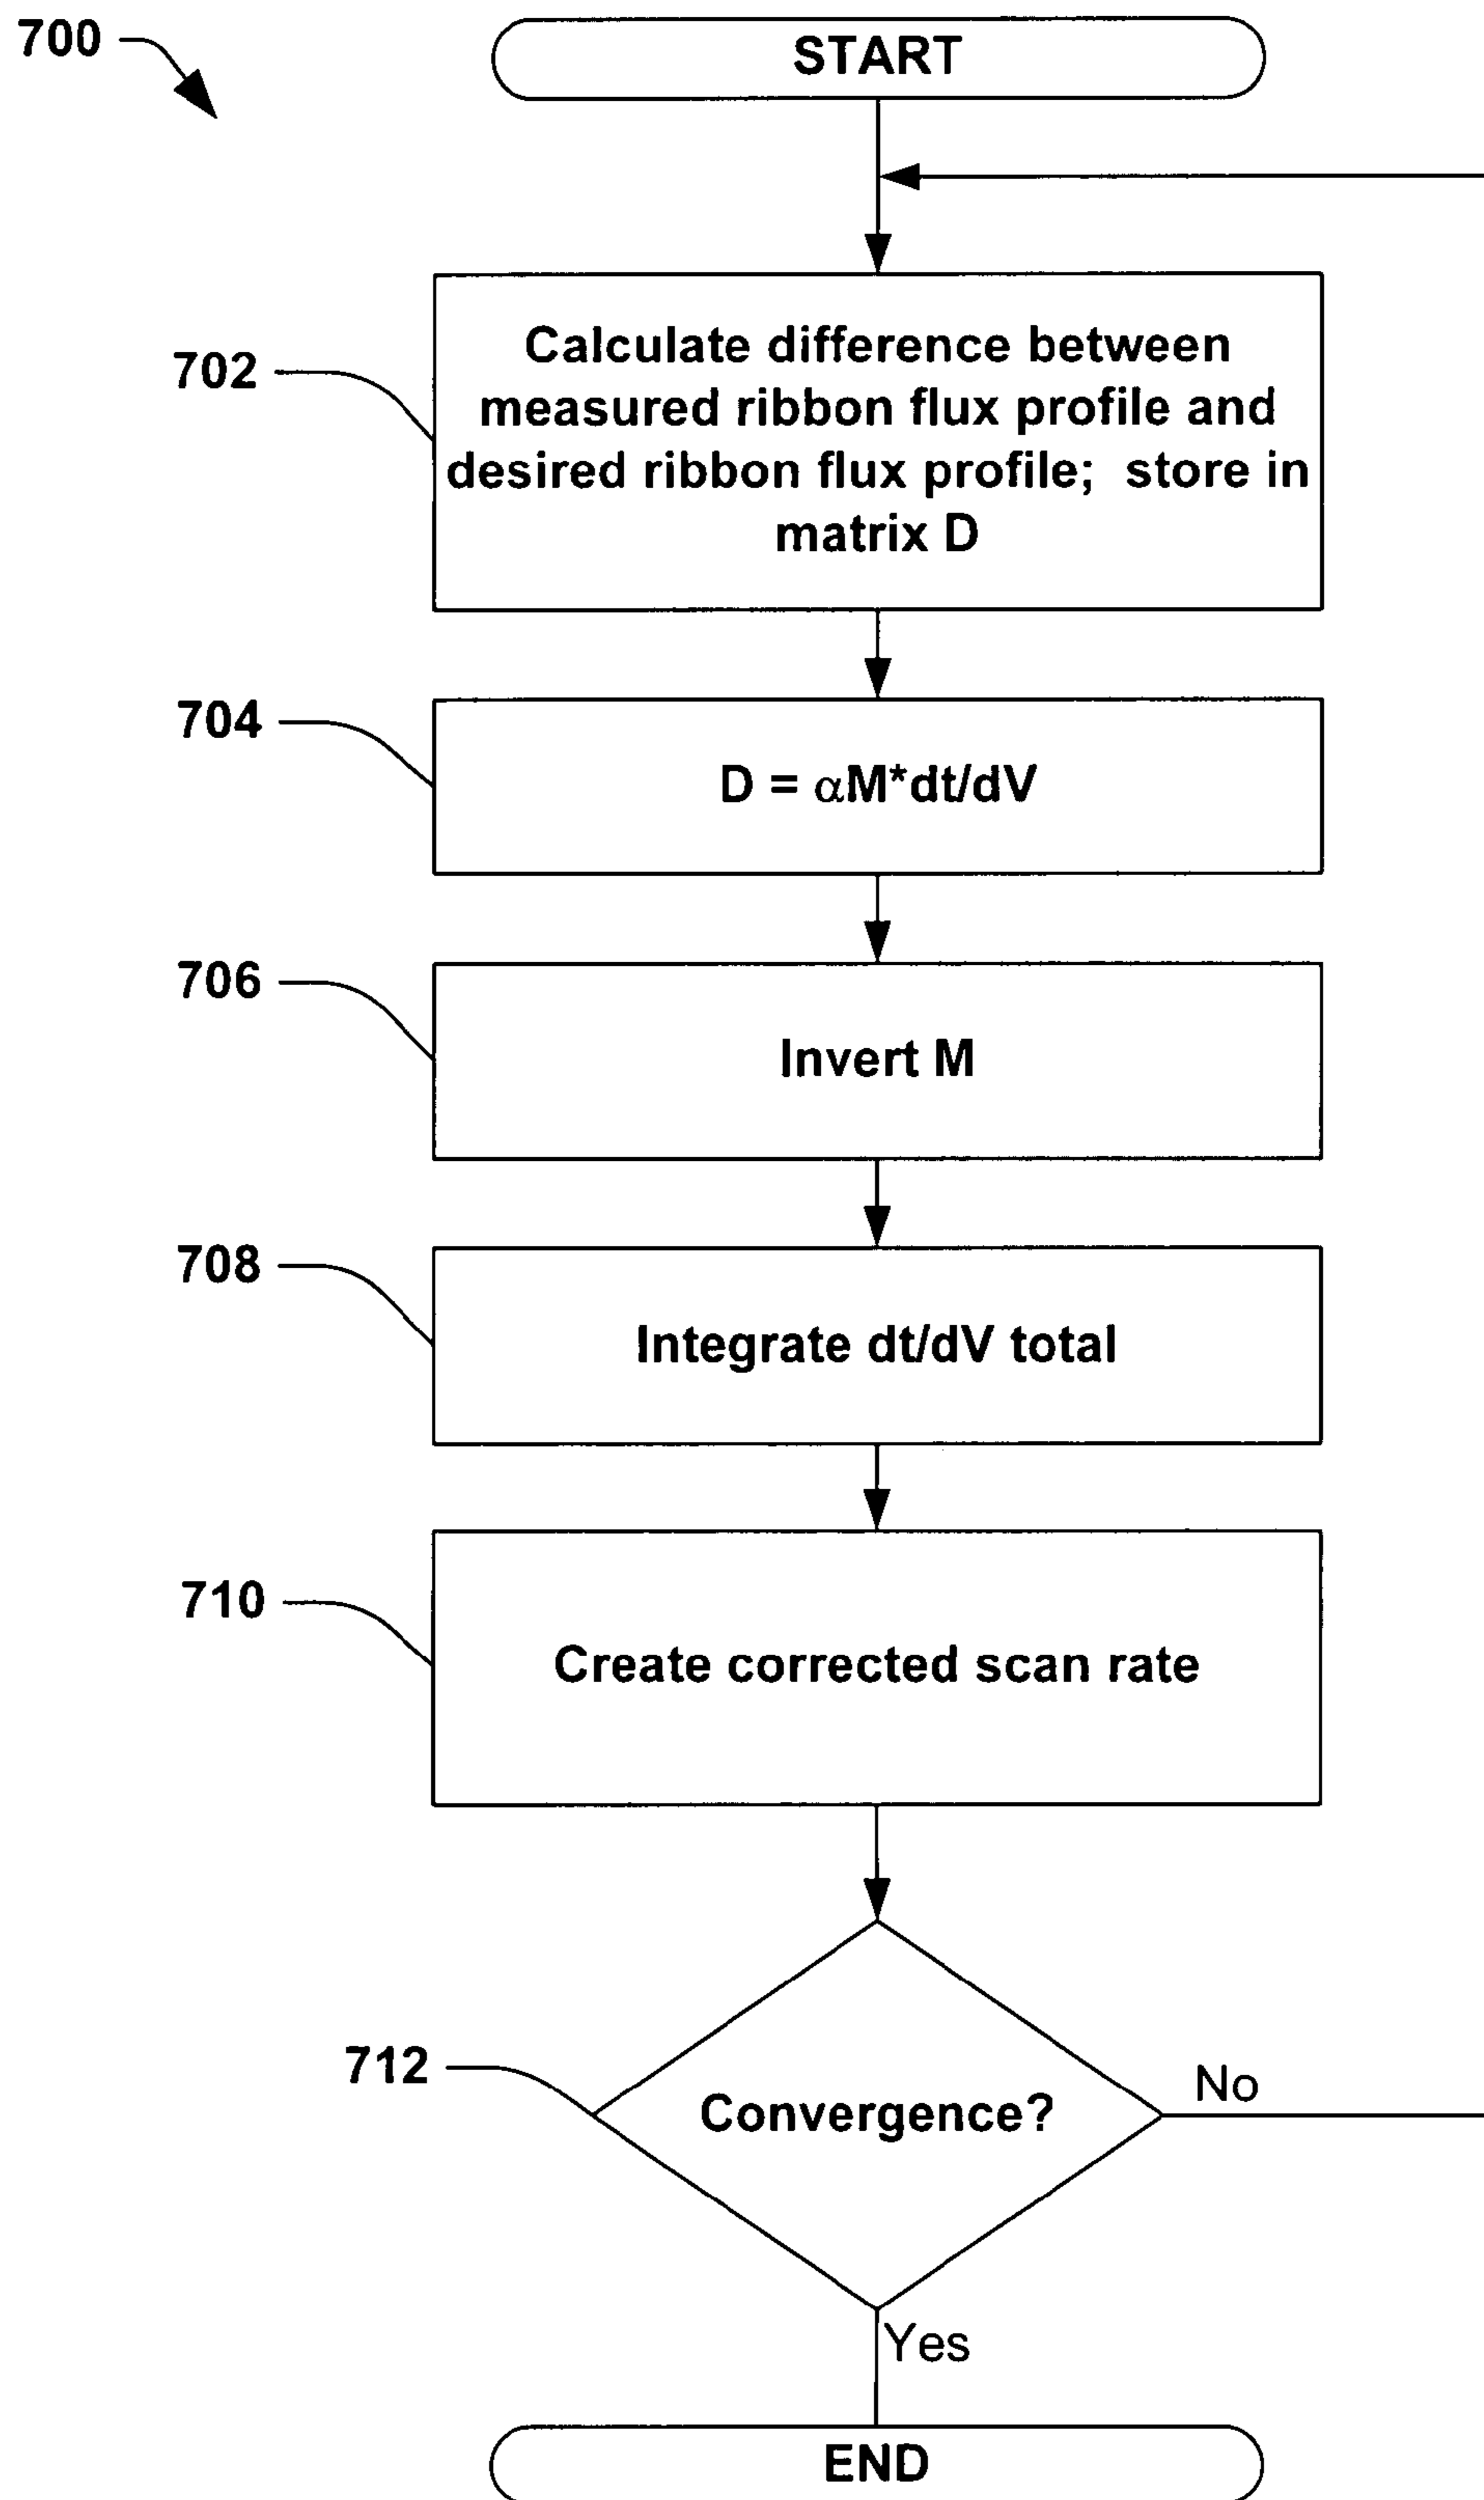 700
START
702
Calculate difference between
measured ribbon flux profile and
desired ribbon flux profile; store in
matrix D
704
D = αM*dt/dV
706
Invert M
708
Integrate dt/dV total
710
Create corrected scan rate
712
Convergence?
No
Yes
END